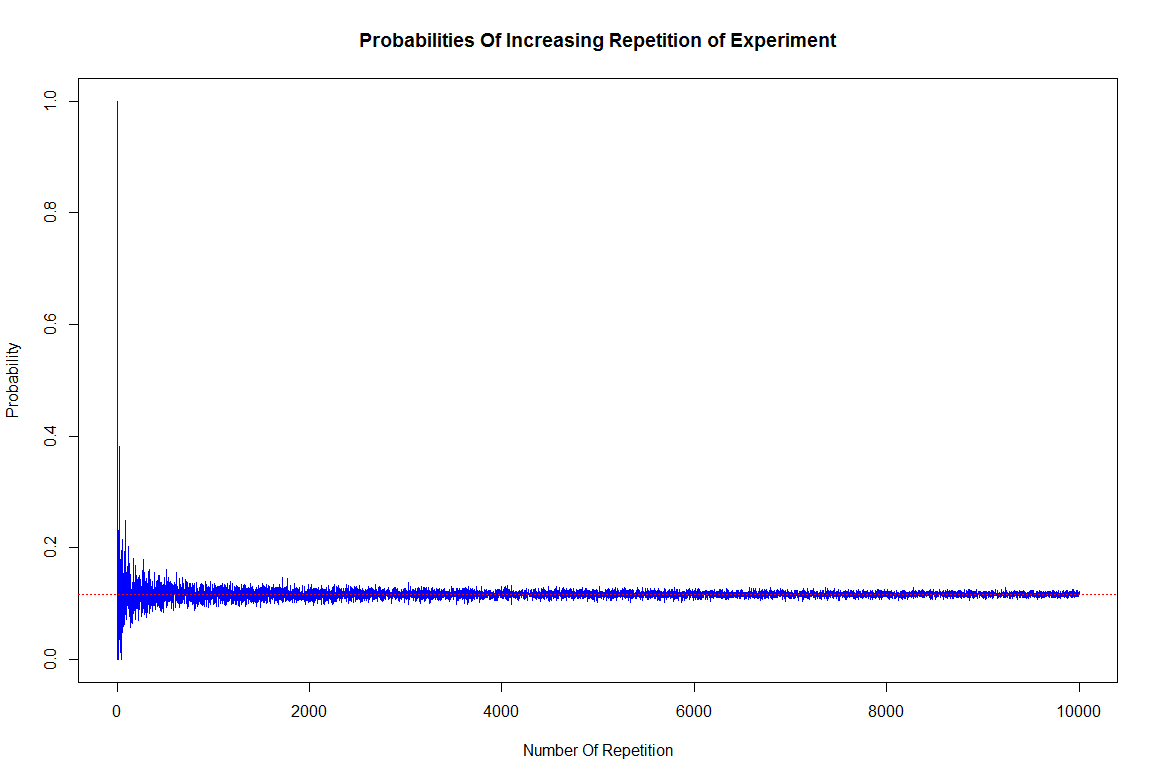 Probabilities Of Increasing Repetition of Experiment
1.0
0.8
0.6
0.4
0.2
0.0
Probability
0 2000 4000 6000 8000 10000
Number Of Repetition